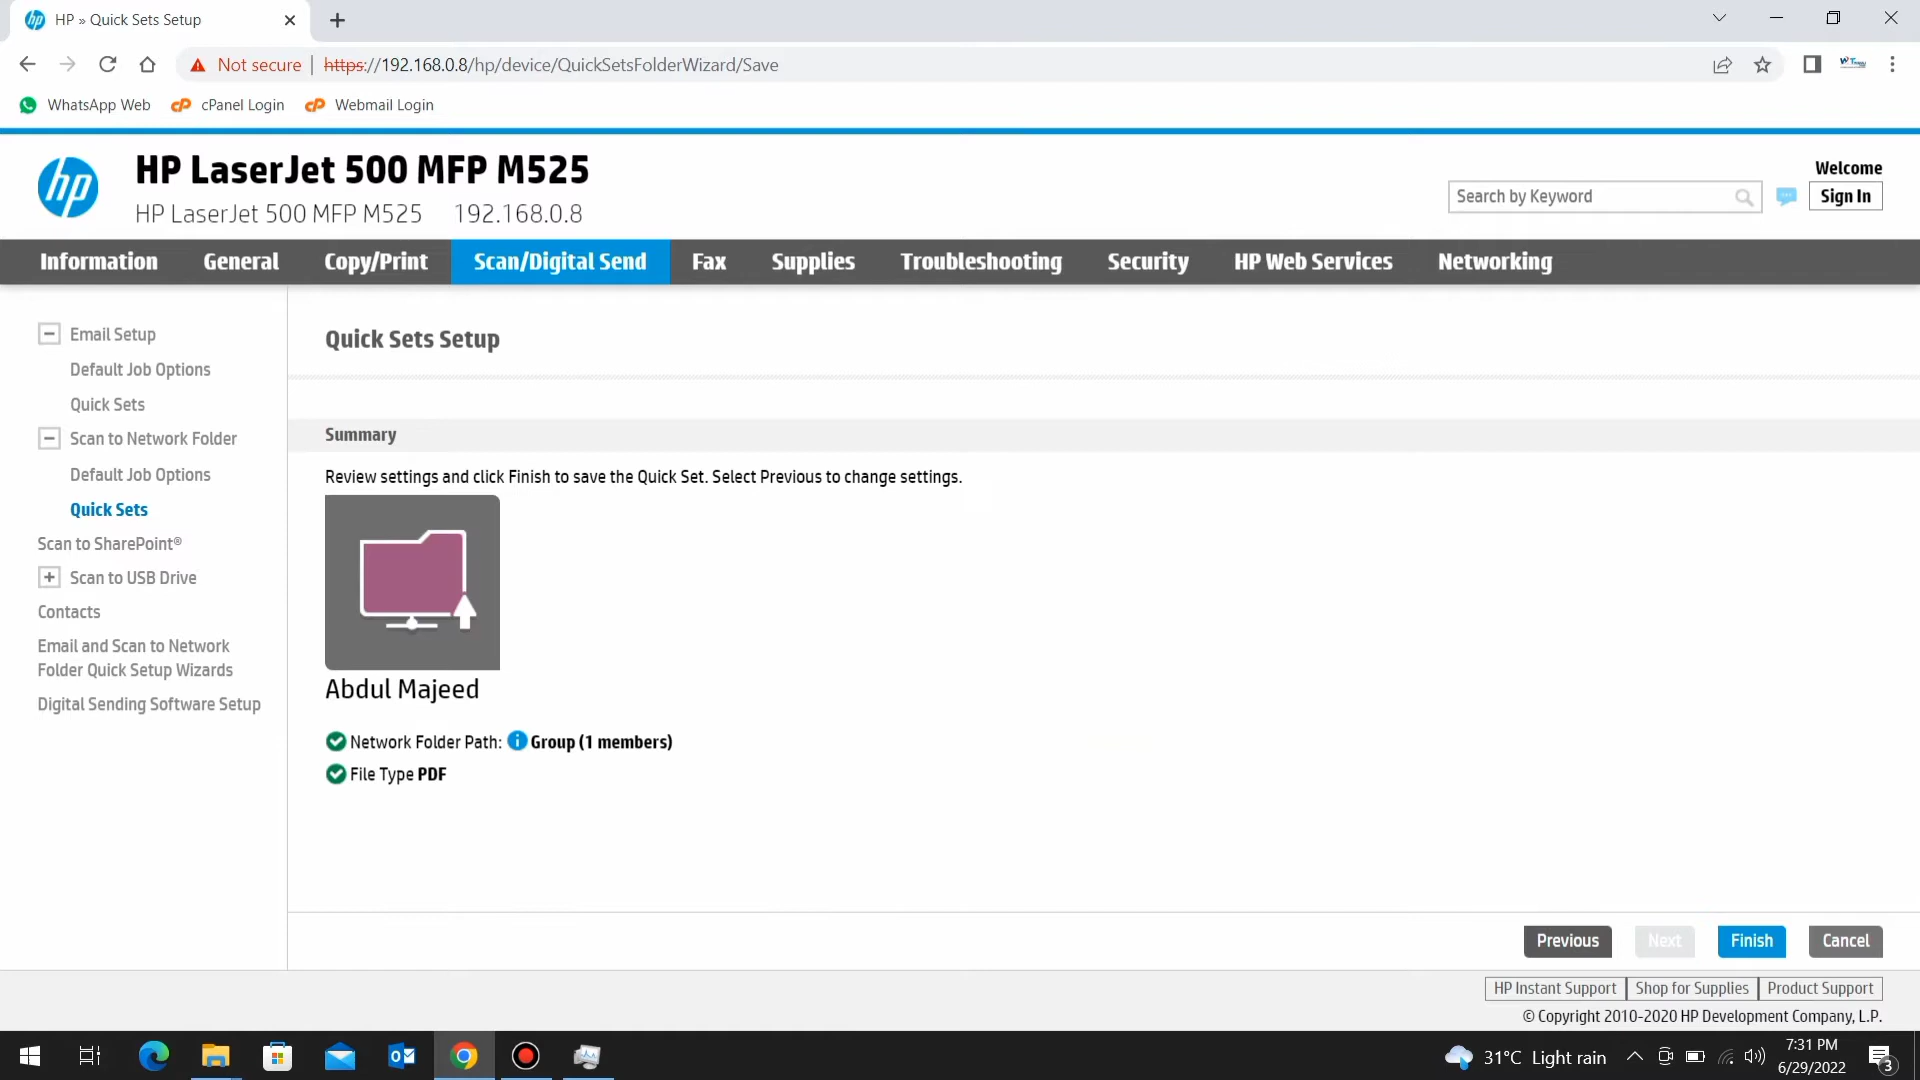 HP » Quick Sets Setup
Not secure | https://192.168.0.8/hp/device/QuickSetsFolderWizard/Save
WhatsApp Web
cPanel Login
Webmail Login
HP LaserJet 500 MFP M525
HP LaserJet 500 MFP M525 192.168.0.8
Welcome
Search by Keyword
Sign In
Information General Copy/Print Scan/Digital Send Fax Supplies Troubleshooting Security HP Web Services Networking
Email Setup
Default Job Options
Quick Sets
Scan to Network Folder
Default Job Options
Quick Sets
Scan to SharePoint®
Scan to USB Drive
Contacts
Email and Scan to Network
Folder Quick Setup Wizards
Digital Sending Software Setup
Quick Sets Setup
Summary
Review settings and click Finish to save the Quick Set. Select Previous to change settings.
Abdul Majeed
Network Folder Path: Group (1 members)
File Type PDF
Previous Next Finish Cancel
HP Instant Support Shop for Supplies Product Support
© Copyright 2010-2020 HP Development Company, L.P.
31°C Light rain
7:31 PM
6/29/2022
3